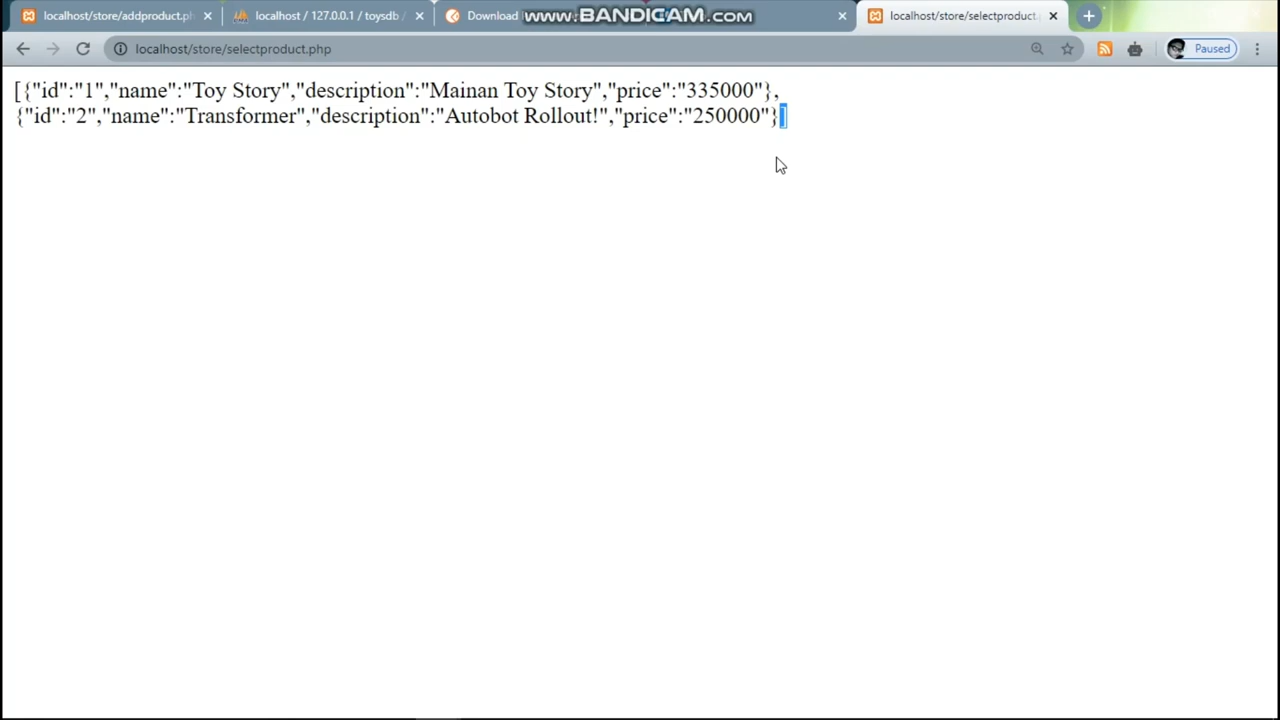 localhost/store/addproduct.ph
localhost / 127.0.0.1 / toysdb /
Download
www.BANDICAM.com
localhost/store/selectproduct.
localhost/store/selectproduct.php
Paused
[{"id":"1","name":"Toy Story","description":"Mainan Toy Story","price":"335000"},
{"id":"2","name":"Transformer","description":"Autobot Rollout!","price":"250000"}]